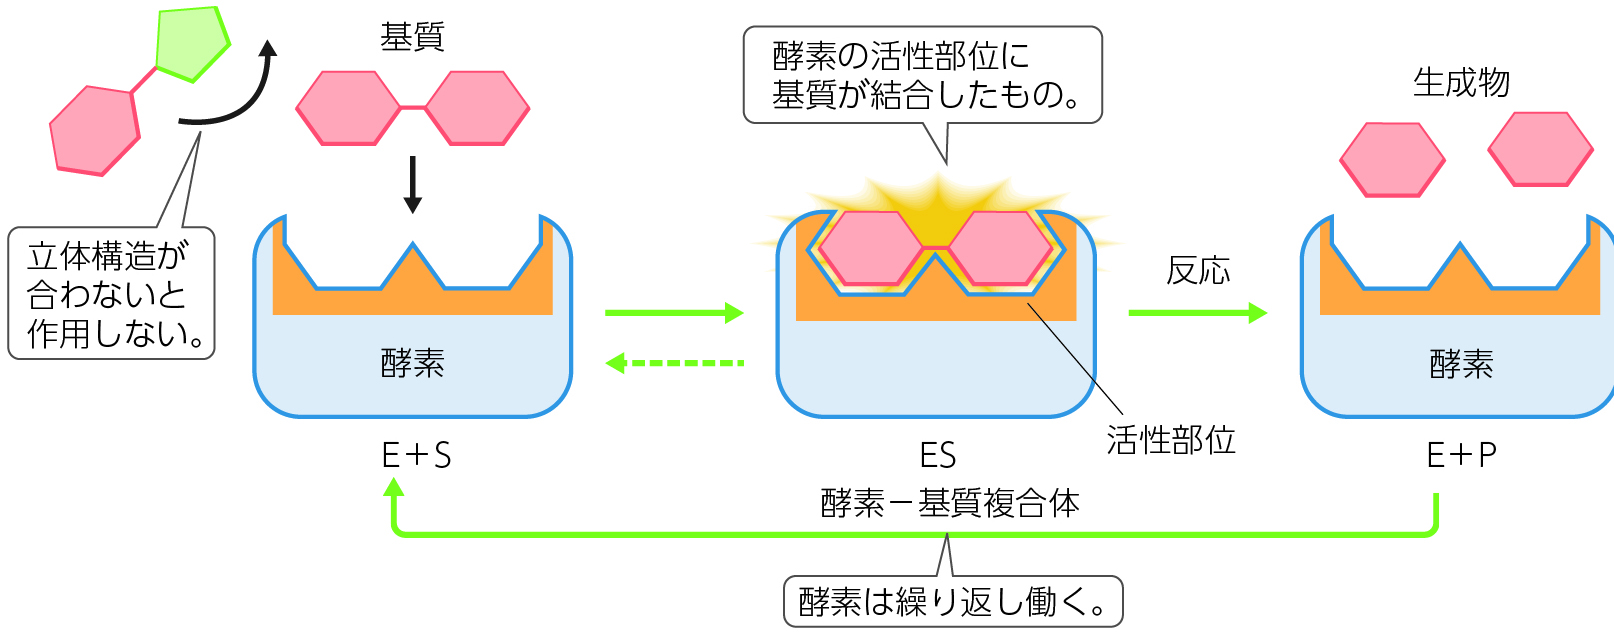 基質
立体構造が
合わないと
作用しない。
酵素
E＋S
酵素の活性部位に
基質が結合したもの。
活性部位
ES
酵素－基質複合体
反応
生成物
酵素
E＋P
酵素は繰り返し働く。